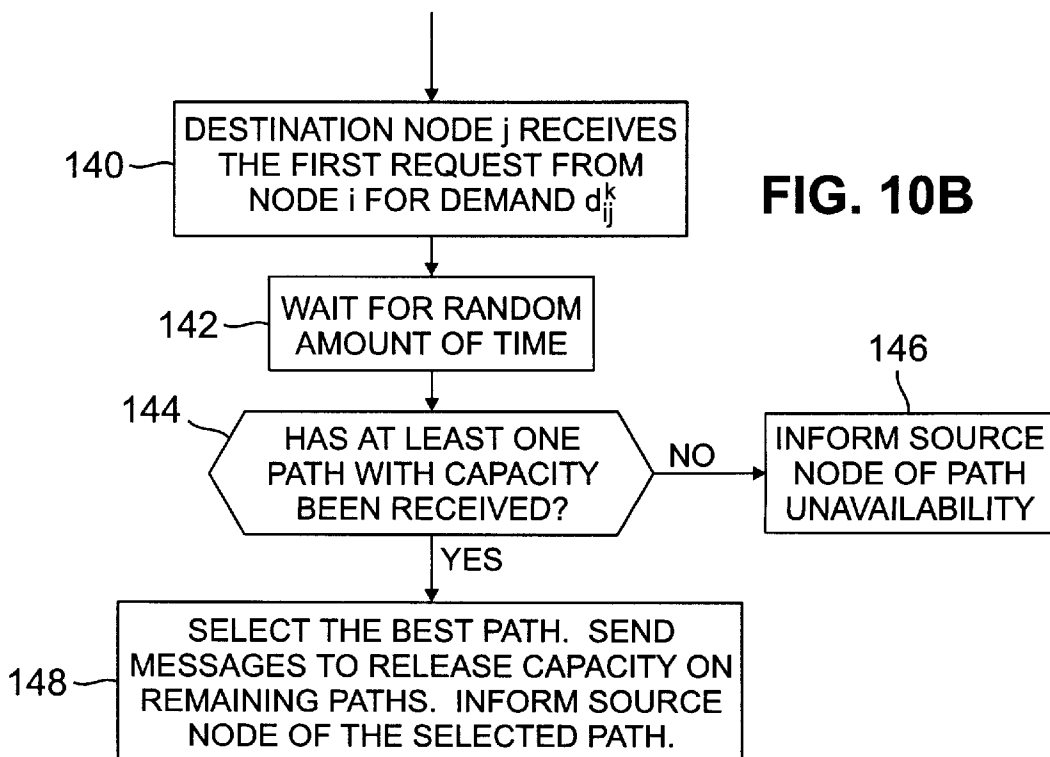 140
DESTINATION NODE j RECEIVES
THE FIRST REQUEST FROM
NODE i FOR DEMAND d_{ij}^{k}
FIG. 10B
142
WAIT FOR RANDOM
AMOUNT OF TIME
144
HAS AT LEAST ONE
PATH WITH CAPACITY
BEEN RECEIVED?
NO
146
INFORM SOURCE
NODE OF PATH
UNAVAILABILITY
YES
148
SELECT THE BEST PATH. SEND
MESSAGES TO RELEASE CAPACITY ON
REMAINING PATHS. INFORM SOURCE
NODE OF THE SELECTED PATH.